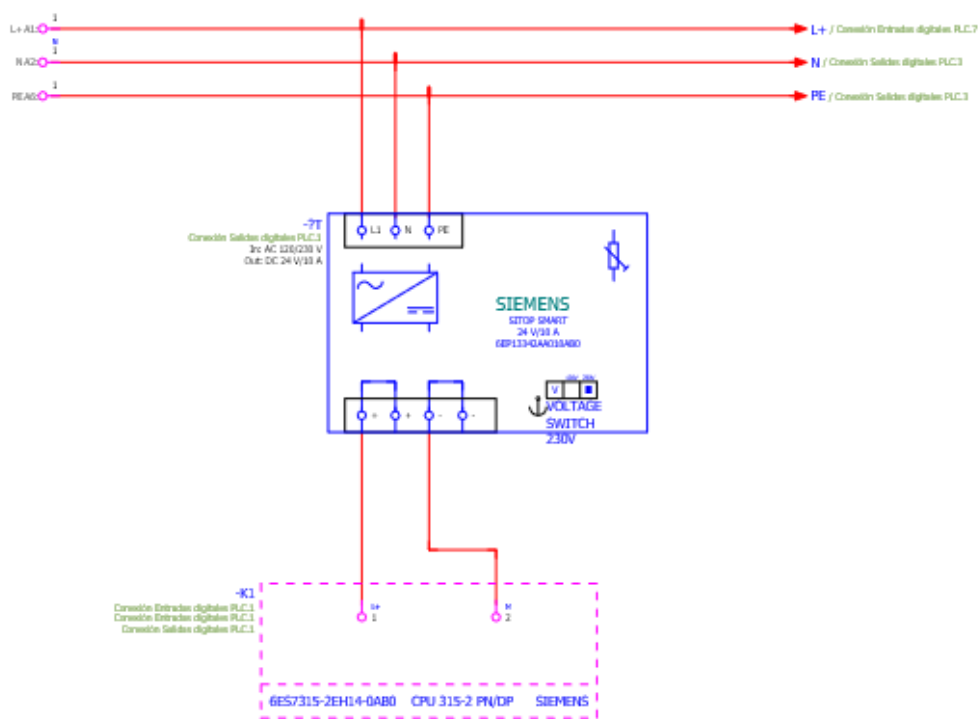 1
L+A1:
L+ / Conexión Entradas digitales PLC.7
N
1
N A2:
N / Conexión Salidas digitales PLC.3
1
PE A6:
PE / Conexión Salidas digitales PLC.3
-?T
L1 N PE
Conexión Salidas digitales PLC.1
In: AC 120/230 V
Out: DC 24 V/10 A
SIEMENS
SITOP SMART
24 V/10 A
6EP13342AA010AB0
V
+ + - -
VOLTAGE
SWITCH
230V
-K1
Conexión Entradas digitales PLC.1
Conexión Entradas digitales PLC.1
Conexión Salidas digitales PLC.1
L+ M
1 2
6ES7315-2EH14-0AB0 CPU 315-2 PN/DP SIEMENS